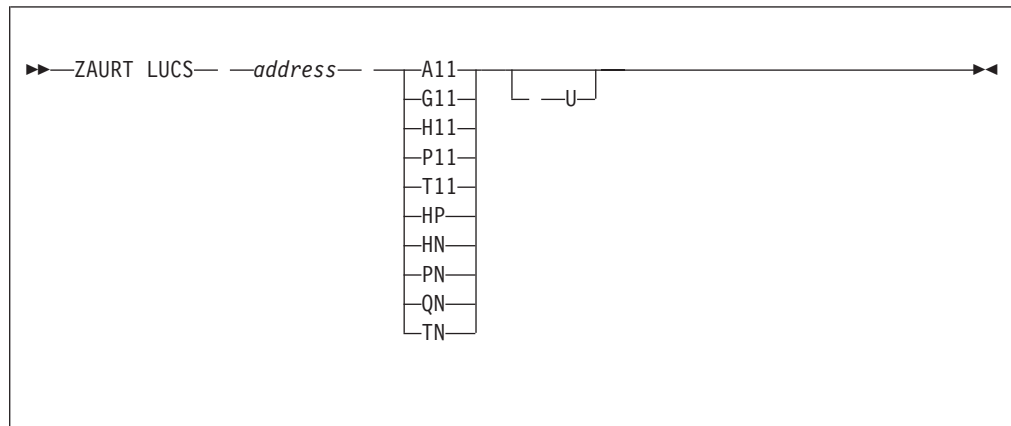 ZAURT LUCS address A11
G11 U
H11
P11
T11
HP
HN
PN
QN
TN